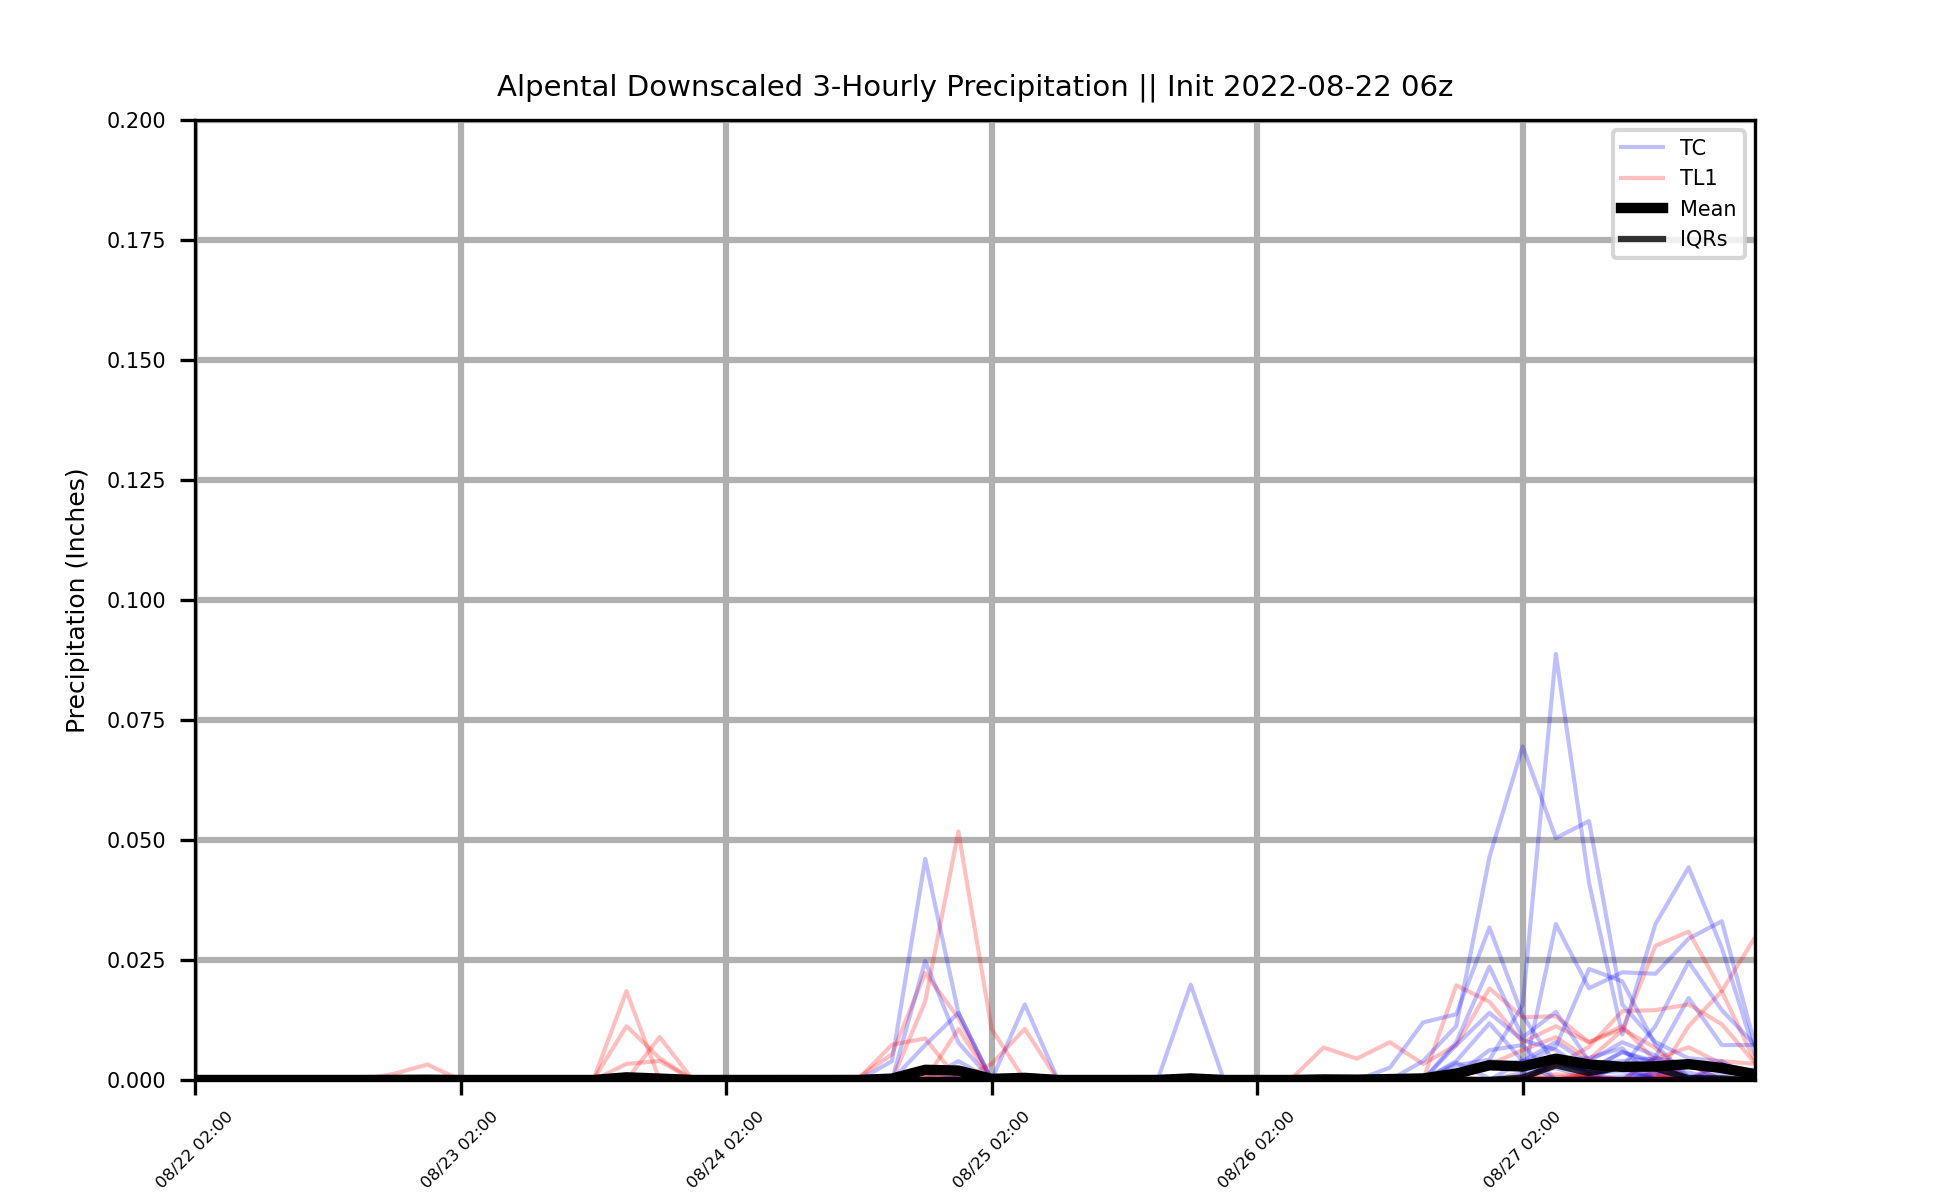 Alpental Downscaled 3-Hourly Precipitation || Init 2022-08-22 06z
0.200
0.175
0.150
0.125
0.100
0.075
0.050
0.025
0.000
Precipitation (Inches)
TC
TL1
Mean
IQRs
08/22 02:00
08/23 02:00
08/24 02:00
08/25 02:00
08/26 02:00
08/27 02:00